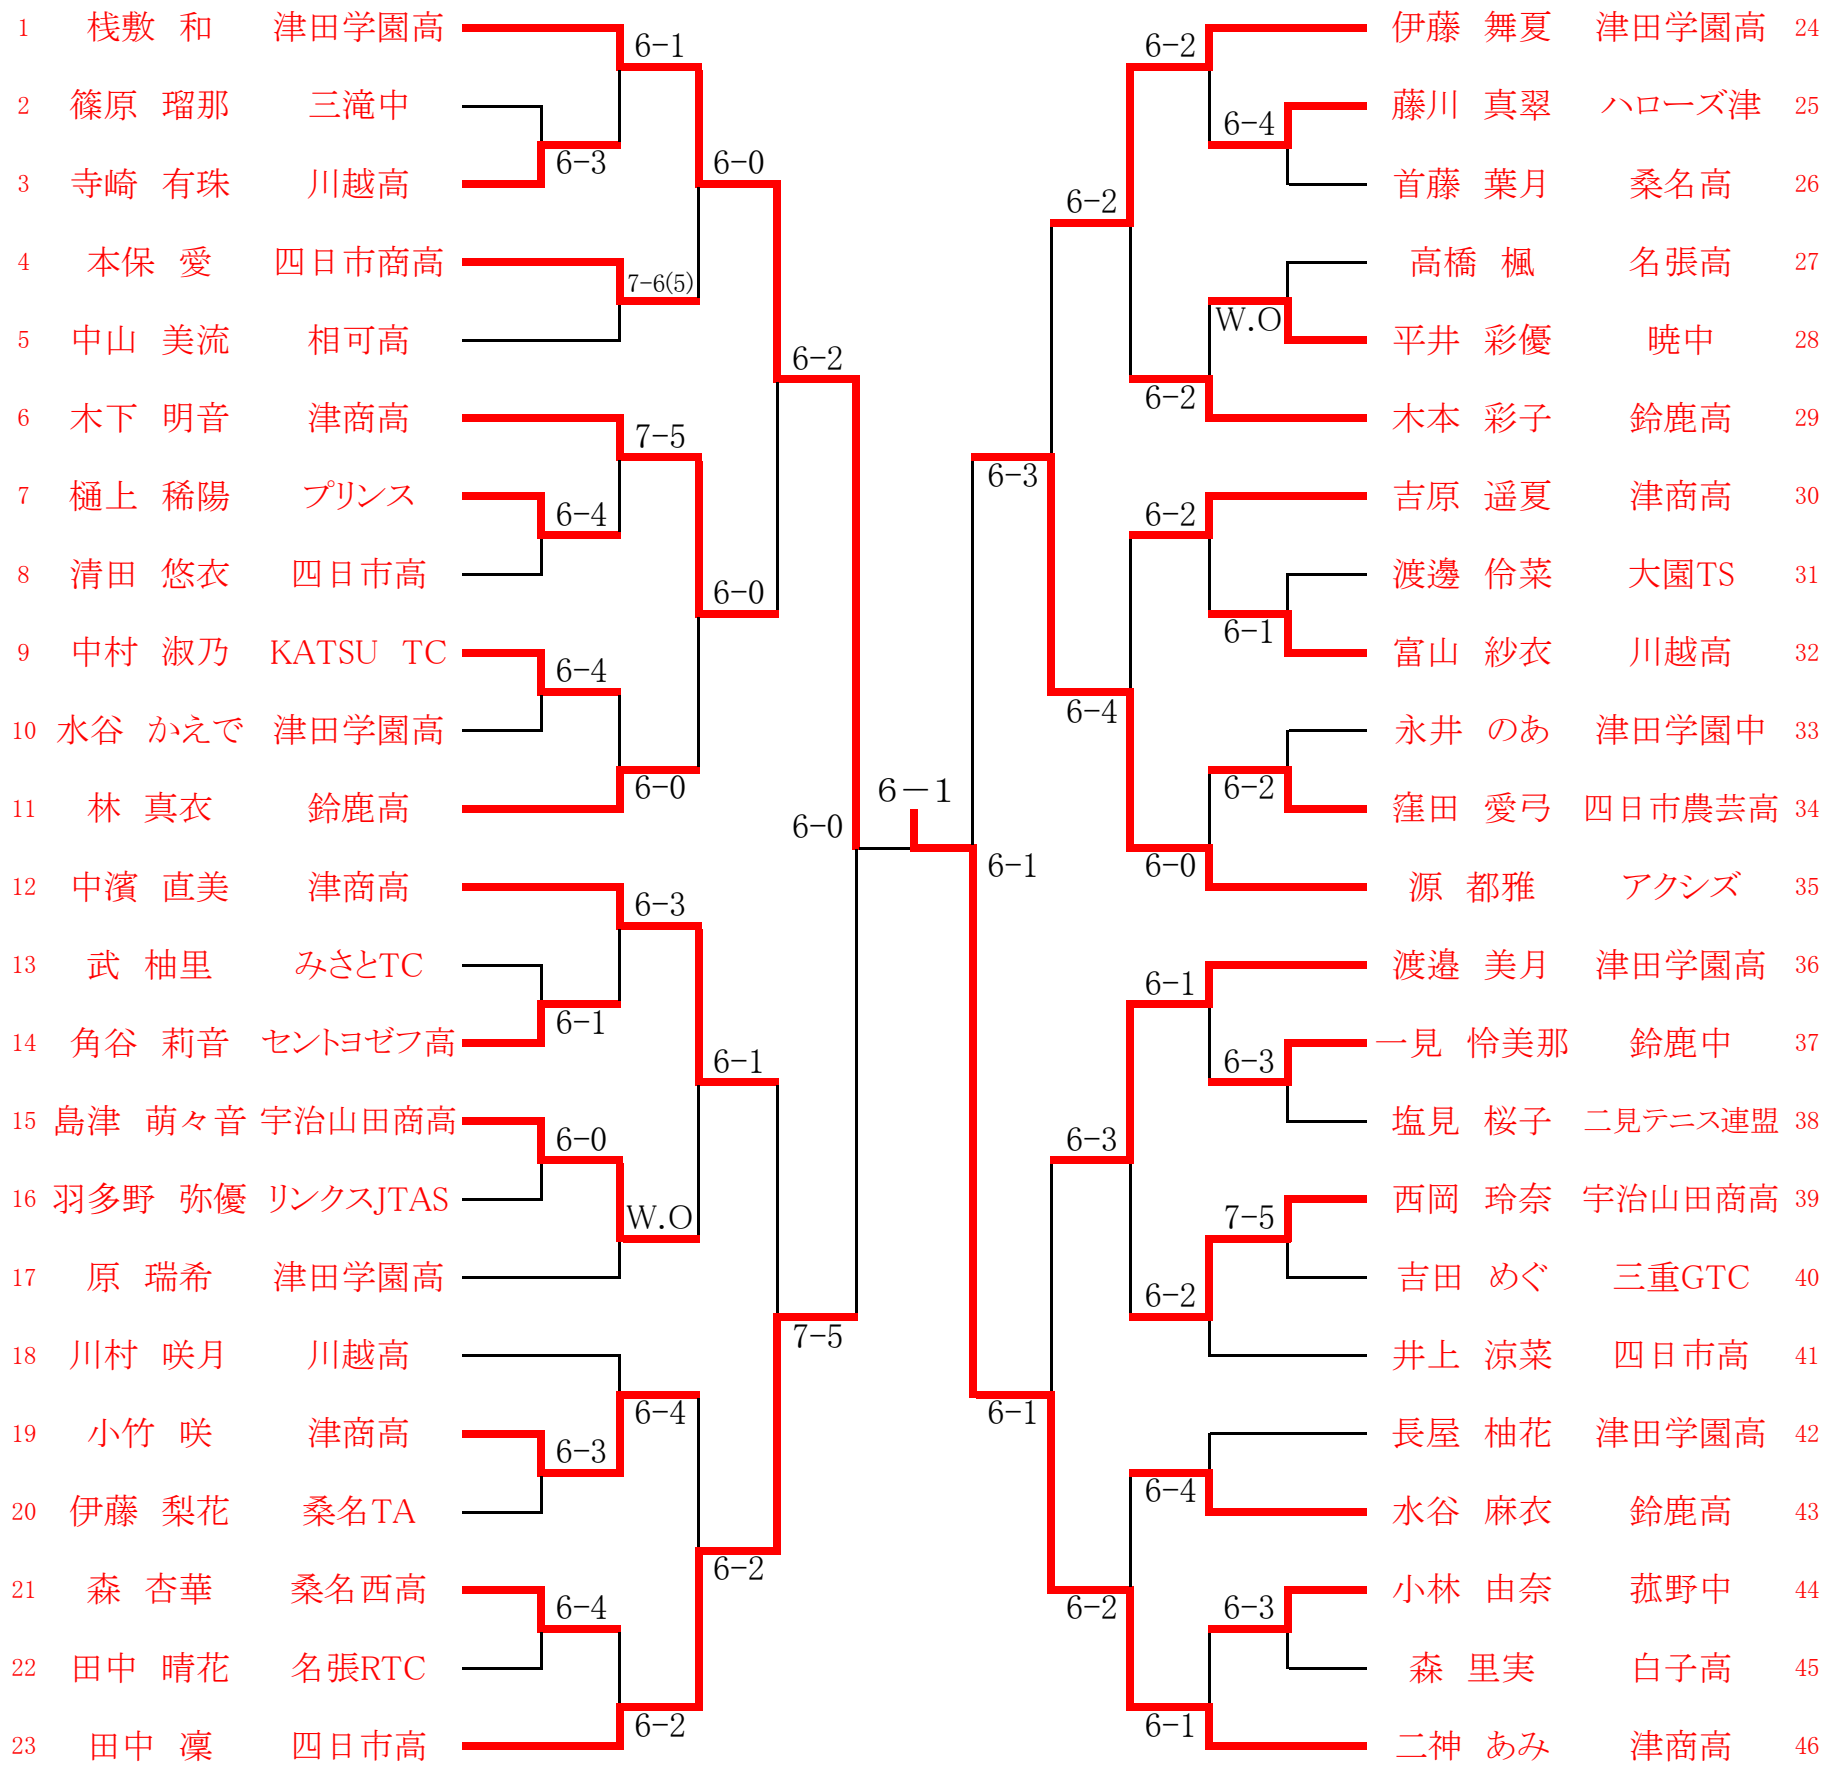 1 桟敷 和 津田学園高
2 篠原 瑠那 三滝中
3 寺崎 有珠 川越高
4 本保 愛 四日市商高
5 中山 美流 相可高
6 木下 明音 津商高
7 樋上 稀陽 プリンス
8 清田 悠衣 四日市高
9 中村 淑乃 KATSU TC
10 水谷 かえで 津田学園高
11 林 真衣 鈴鹿高
12 中濱 直美 津商高
13 武 柚里 みさとTC
14 角谷 莉音 セントヨゼフ高
15 島津 萌々音 宇治山田商高
16 羽多野 弥優 リンクスJTAS
17 原 瑞希 津田学園高
18 川村 咲月 川越高
19 小竹 咲 津商高
20 伊藤 梨花 桑名TA
21 森 杏華 桑名西高
22 田中 晴花 名張RTC
23 田中 凜 四日市高
6-3
6-4
6-4
6-1
6-0
6-3
6-4
6-1
7-6(5)
7-5
6-0
6-3
W.O
6-4
6-2
6-0
6-0
6-1
6-2
6-2
7-5
6-0
6-1
6-1
6-3
6-1
6-2
6-4
6-3
6-2
6-2
6-2
6-2
6-0
6-1
6-2
6-4
6-1
6-4
W.O
6-1
6-2
6-3
7-5
6-3
伊藤 舞夏 津田学園高 24
藤川 真翠 ハローズ津 25
首藤 葉月 桑名高 26
高橋 楓 名張高 27
平井 彩優 暁中 28
木本 彩子 鈴鹿高 29
吉原 遥夏 津商高 30
渡邊 伶菜 大園TS 31
富山 紗衣 川越高 32
永井 のあ 津田学園中 33
窪田 愛弓 四日市農芸高 34
源 都雅 アクシズ 35
渡邉 美月 津田学園高 36
一見 怜美那 鈴鹿中 37
塩見 桜子 二見テニス連盟 38
西岡 玲奈 宇治山田商高 39
吉田 めぐ 三重GTC 40
井上 涼菜 四日市高 41
長屋 柚花 津田学園高 42
水谷 麻衣 鈴鹿高 43
小林 由奈 菰野中 44
森 里実 白子高 45
二神 あみ 津商高 46